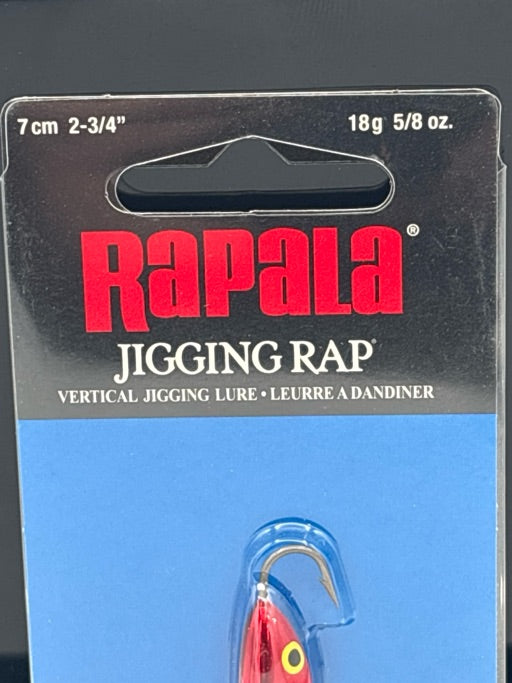 7cm 2-3/4" 18g 5/8 oz.
RAPALA®
JIGGING RAP®
VERTICAL JIGGING LURE • LEURRE A DANDINER